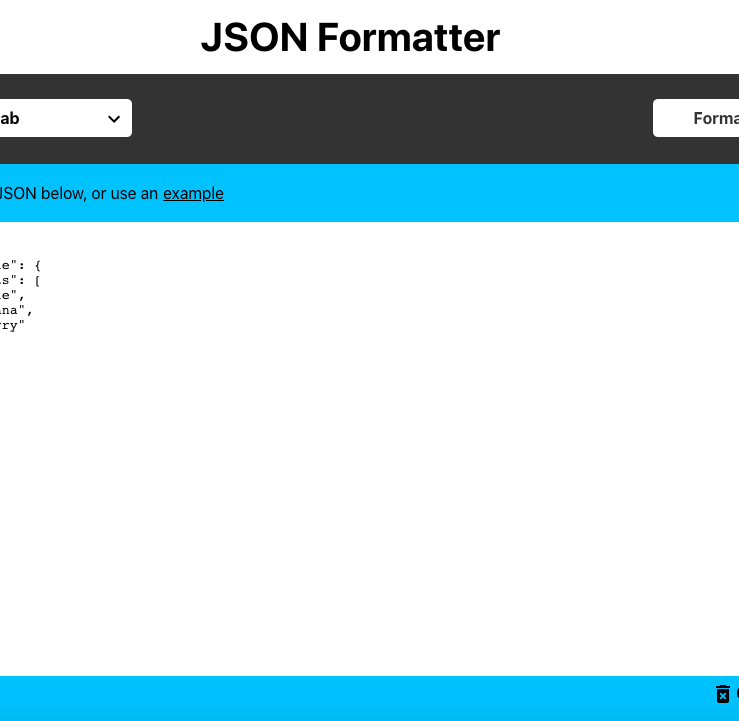 JSON Formatter
ab
Forma
JSON below, or use an example
e": {
s": [
e",
na",
ry"